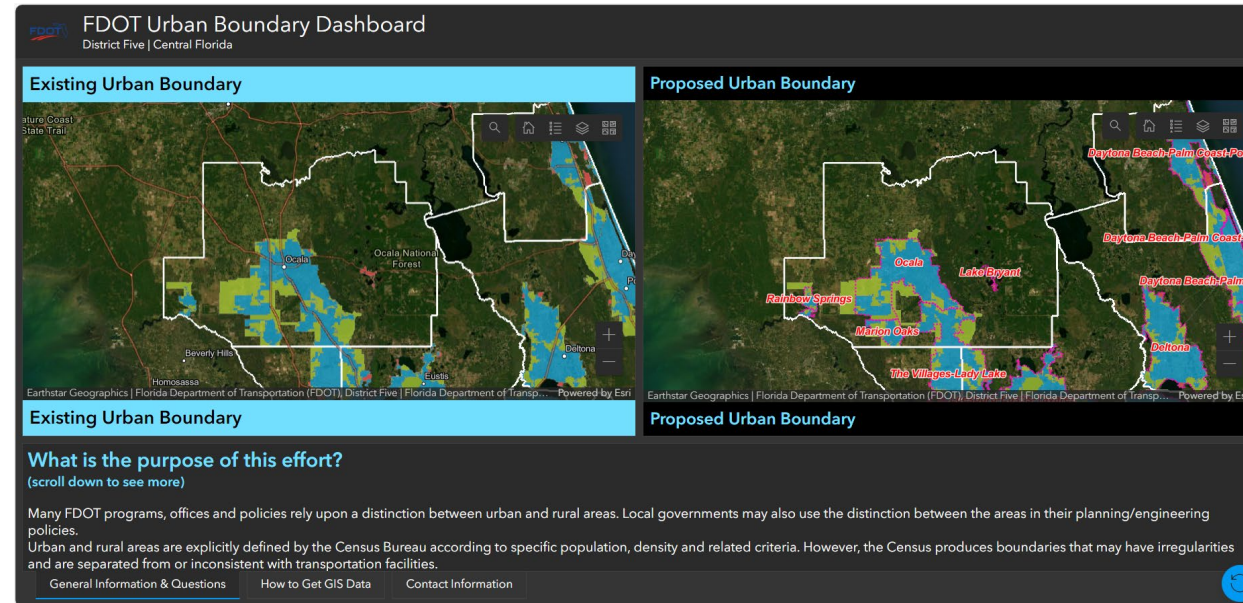 FDOT
FDOT Urban Boundary Dashboard
District Five | Central Florida
Existing Urban Boundary
ature Coast
State Trail
Ocala
Ocala National
Forest
Da
P
Beverly Hills
Deltona
Homosassa
Eustis
Earthstar Geographics | Florida Department of Transportation (FDOT), District Five | Florida Department of Transp... Powered by Esri
Existing Urban Boundary
Proposed Urban Boundary
Daytona Beach-Palm Coast-Po
Daytona Beach-Palm Coast-
Daytona Beach-Palm
Ocala
Lake Bryant
Rainbow Springs
Marion Oaks
Deltona
The Villages-Lady Lake
Earthstar Geographics | Florida Department of Transportation (FDOT), District Five | Florida Department of Transp... Powered by Es
Proposed Urban Boundary
What is the purpose of this effort?
(scroll down to see more)
Many FDOT programs, offices and policies rely upon a distinction between urban and rural areas. Local governments may also use the distinction between the areas in their planning/engineering
policies.
Urban and rural areas are explicitly defined by the Census Bureau according to specific population, density and related criteria. However, the Census produces boundaries that may have irregularities
and are separated from or inconsistent with transportation facilities.
General Information & Questions
How to Get GIS Data
Contact Information